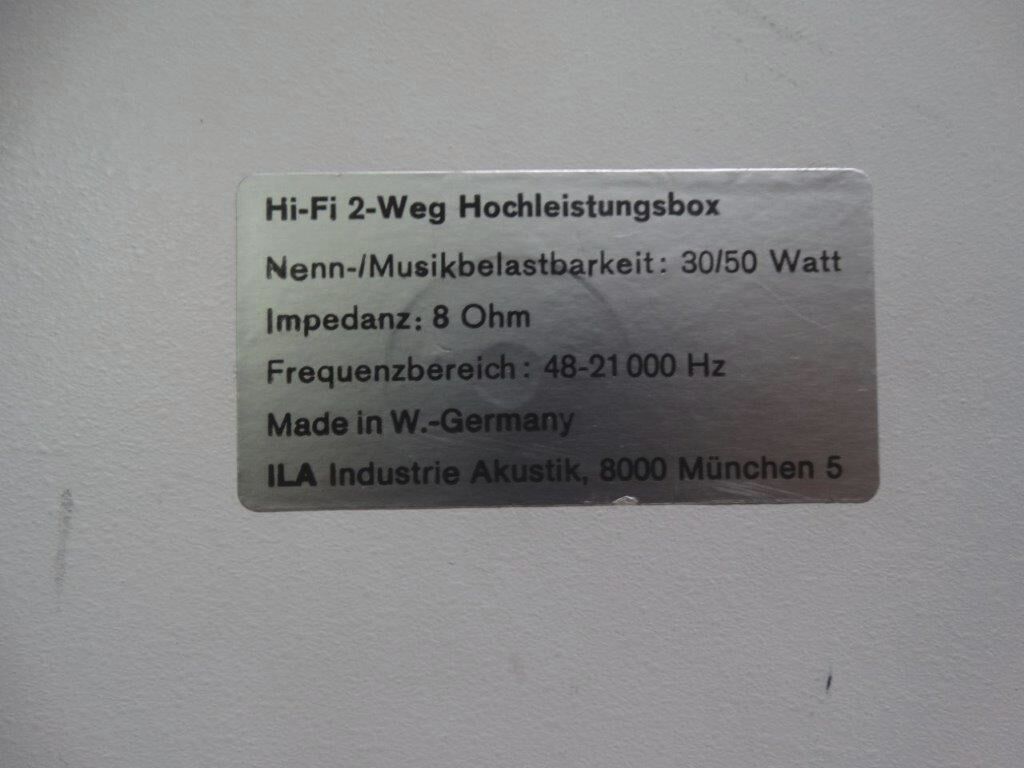 Hi-Fi 2-Weg Hochleistungsbox
Nenn-/Musikbelastbarkeit: 30/50 Watt
Impedanz: 8 Ohm
Frequenzbereich: 48-21 000 Hz
Made in W.-Germany
ILA Industrie Akustik, 8000 München 5